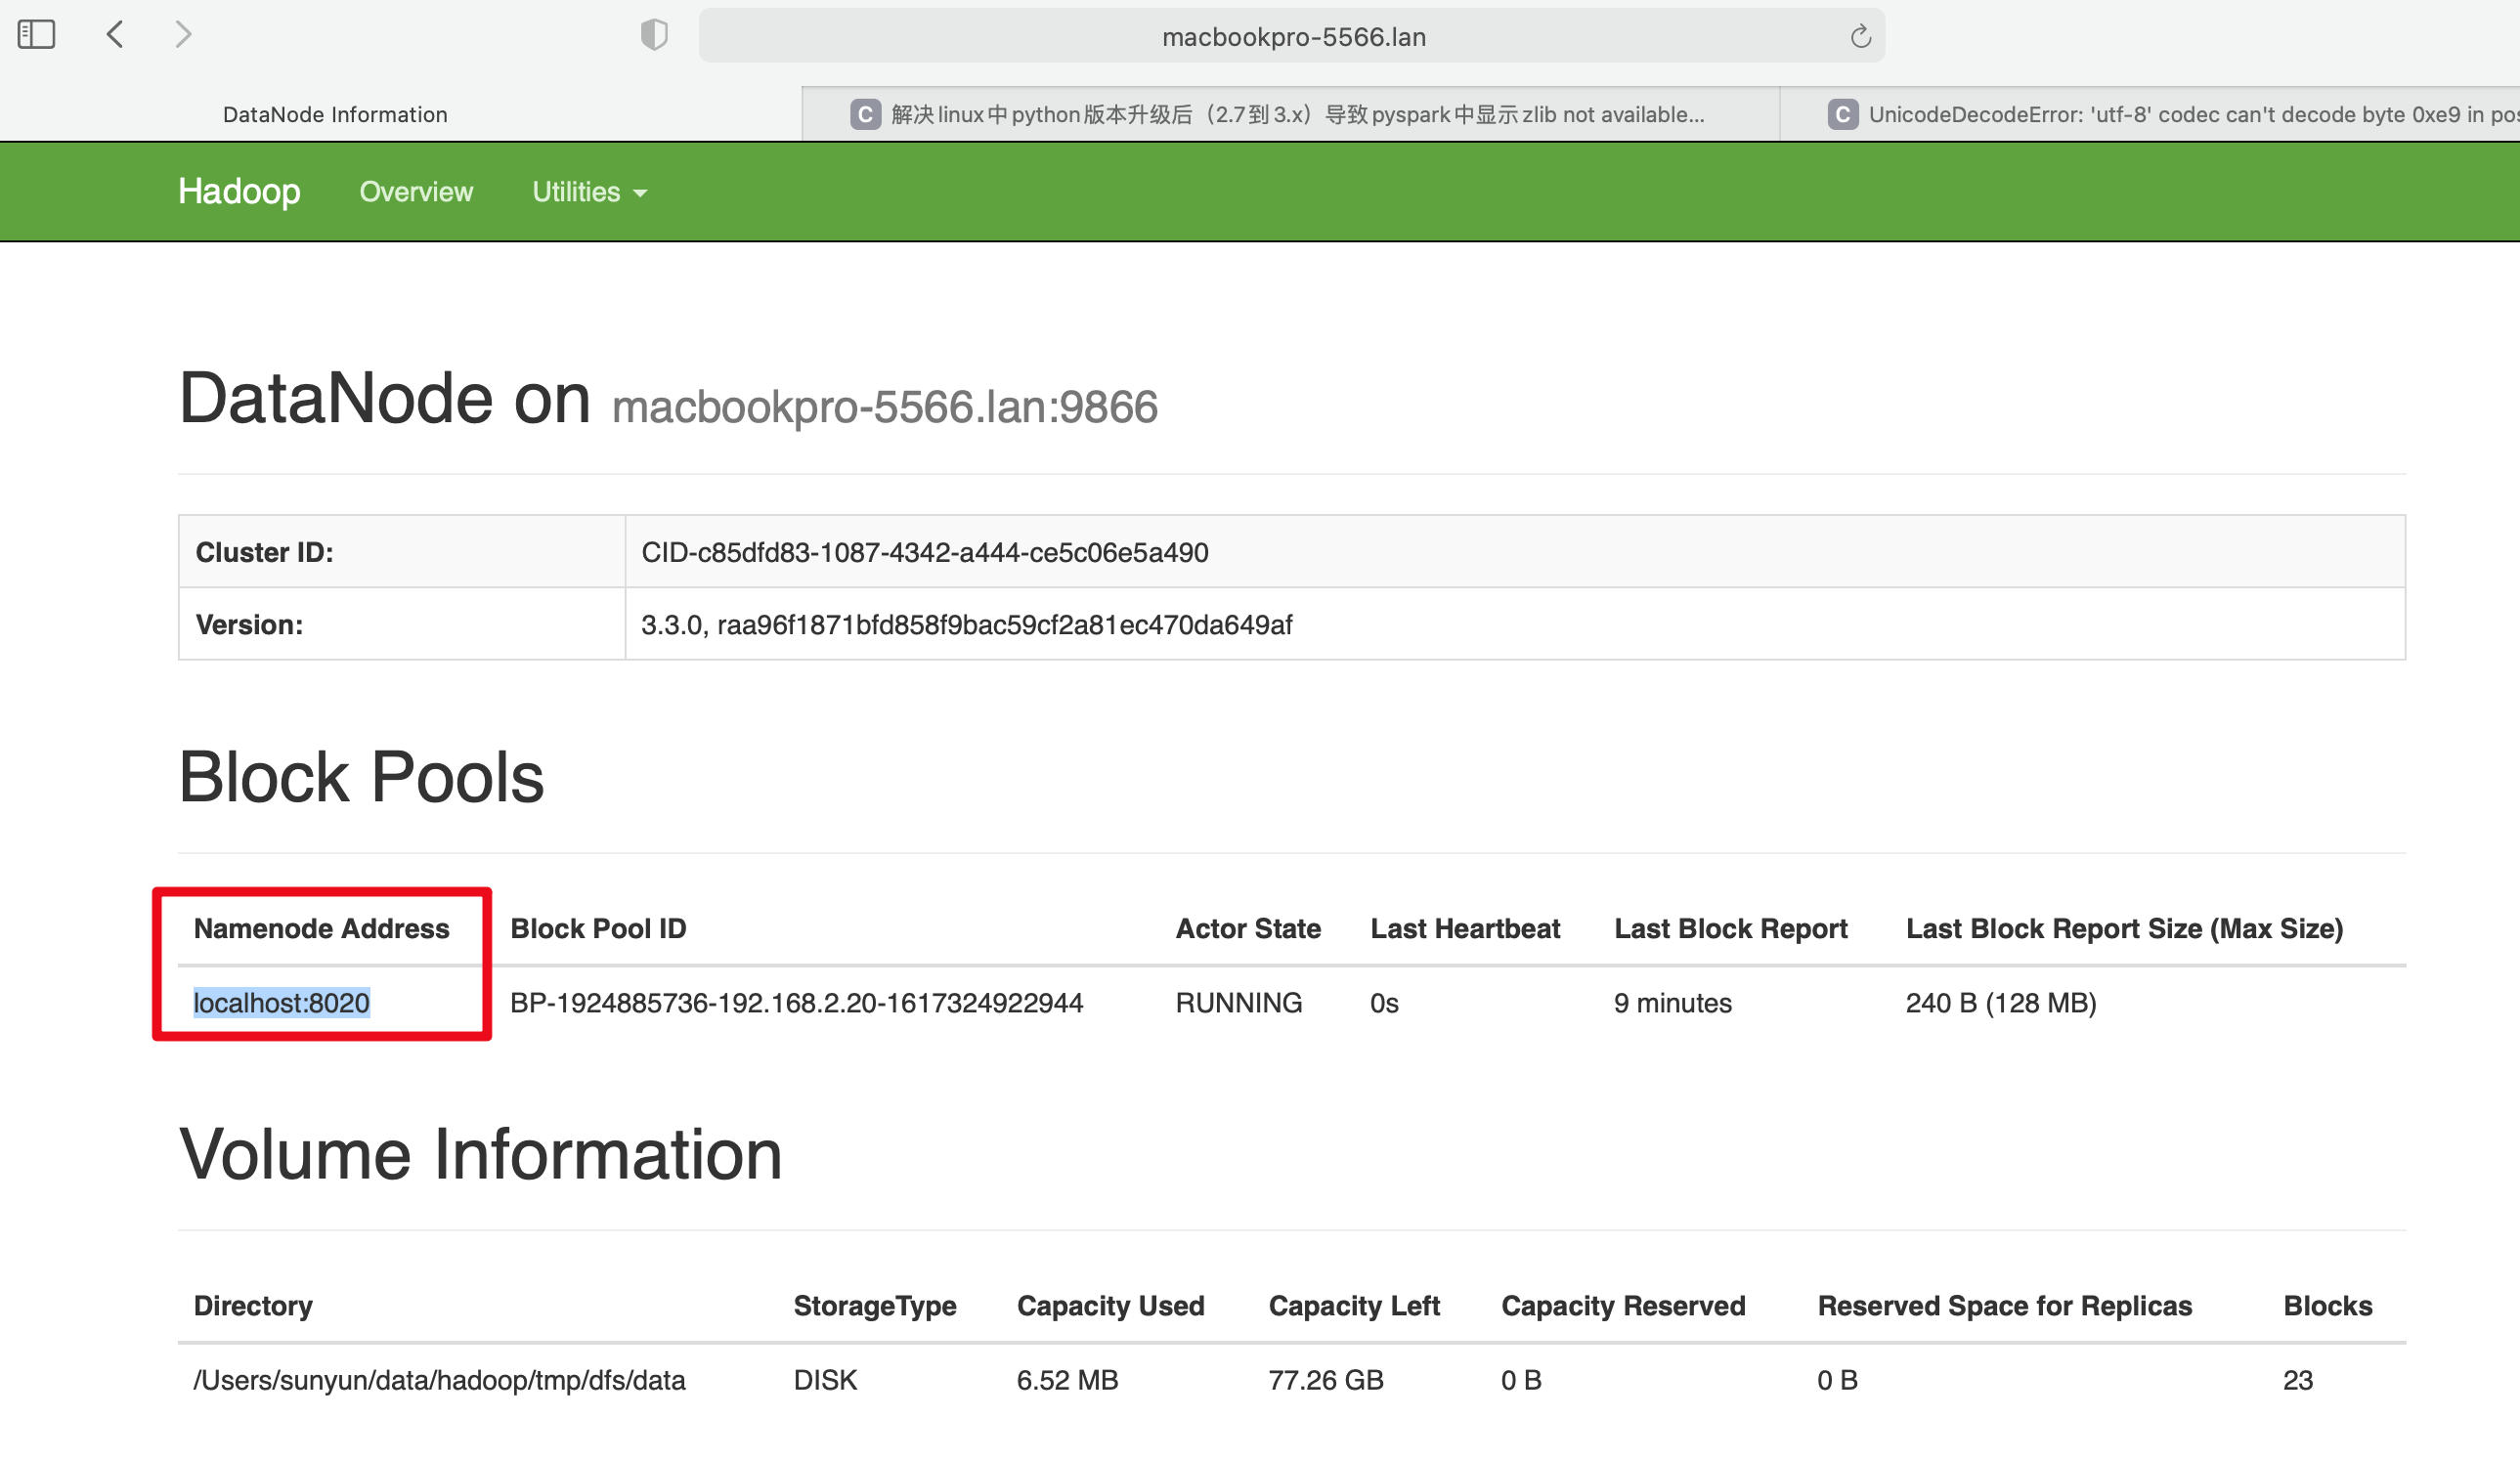 macbookpro-5566.lan
DataNode Information
C 解决linux中python版本升级后（2.7到3.x）导致pyspark中显示zlib not available...
C UnicodeDecodeError: 'utf-8' codec can't decode byte 0xe9 in pos
Hadoop Overview Utilities
DataNode on macbookpro-5566.lan:9866
Cluster ID: CID-c85dfd83-1087-4342-a444-ce5c06e5a490
Version: 3.3.0, raa96f1871bfd858f9bac59cf2a81ec470da649af
Block Pools
Namenode Address Block Pool ID Actor State Last Heartbeat Last Block Report Last Block Report Size (Max Size)
localhost:8020 BP-1924885736-192.168.2.20-1617324922944 RUNNING 0s 9 minutes 240 B (128 MB)
Volume Information
Directory StorageType Capacity Used Capacity Left Capacity Reserved Reserved Space for Replicas Blocks
/Users/sunyun/data/hadoop/tmp/dfs/data DISK 6.52 MB 77.26 GB 0 B 0 B 23